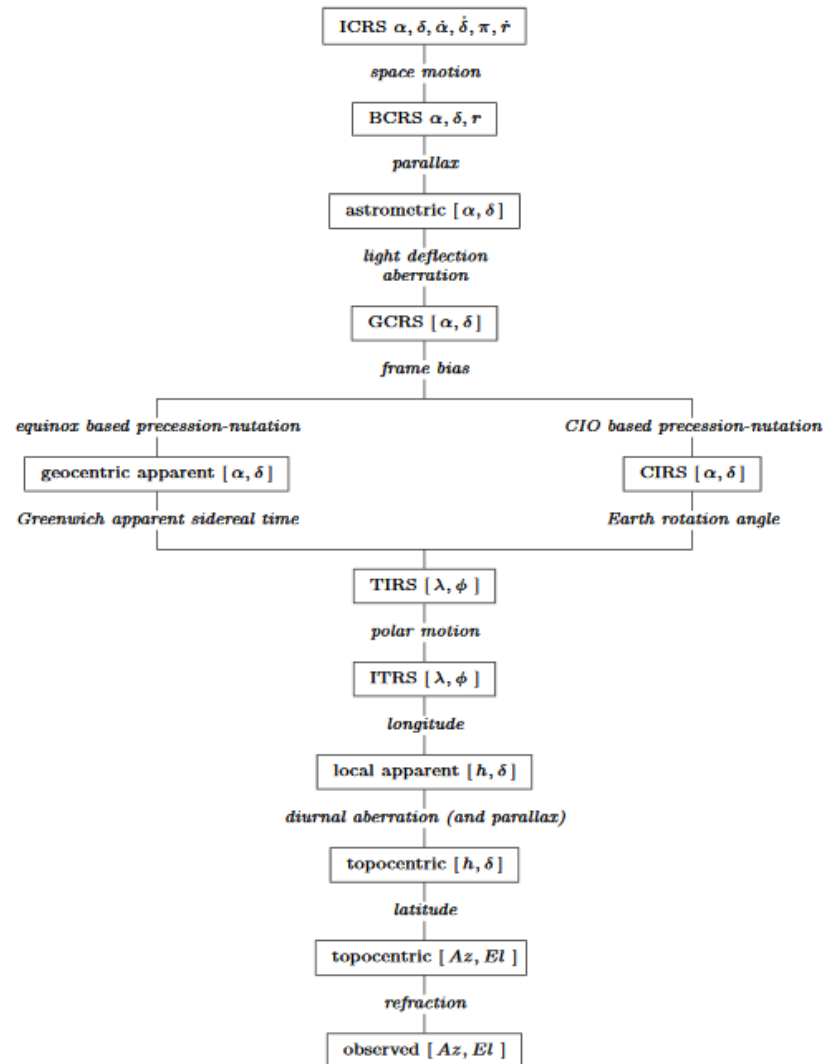 ICRS α, δ, α̇, δ̇, π, ṙ
space motion
BCRS α, δ, r
parallax
astrometric [ α, δ ]
light deflection
aberration
GCRS [ α, δ ]
frame bias
equinox based precession-nutation
CIO based precession-nutation
geocentric apparent [ α, δ ]
CIRS [ α, δ ]
Greenwich apparent sidereal time
Earth rotation angle
TIRS [ λ, ϕ ]
polar motion
ITRS [ λ, ϕ ]
longitude
local apparent [ h, δ ]
diurnal aberration (and parallax)
topocentric [ h, δ ]
latitude
topocentric [ Az, El ]
refraction
observed [ Az, El ]